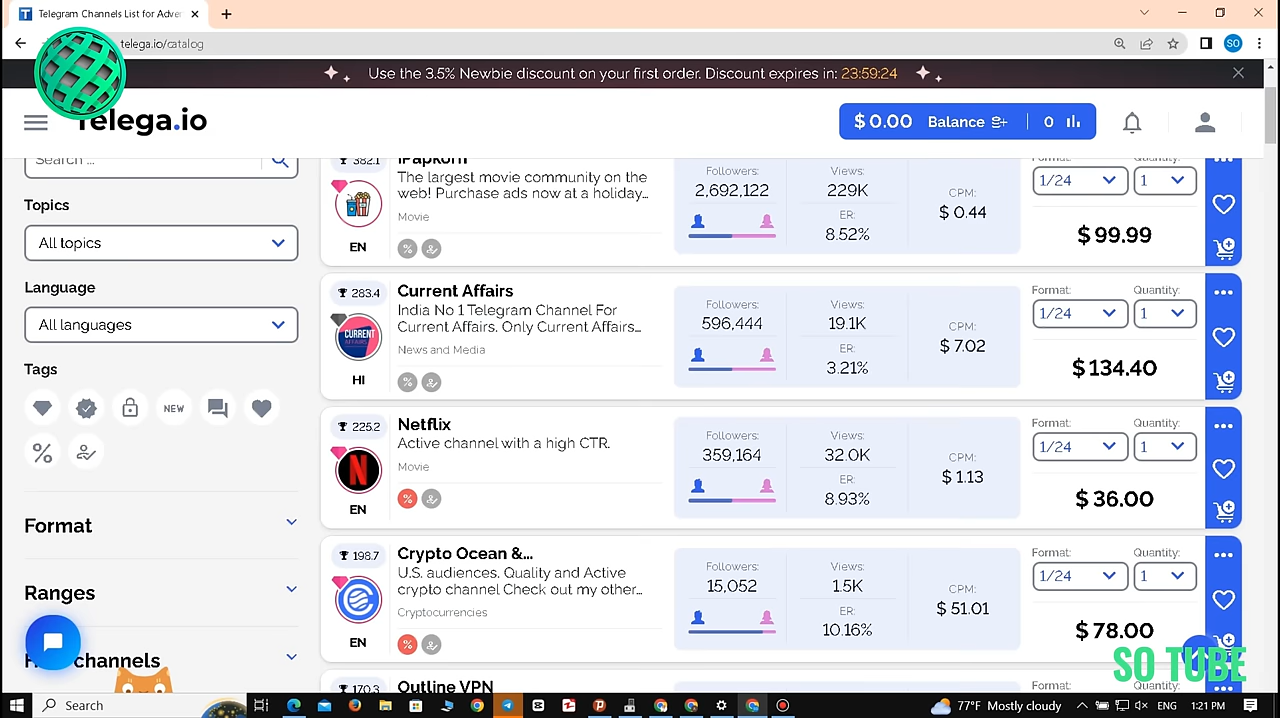 Telegram Channels List for Adve
telega.io/catalog
SO
Use the 3.5% Newbie discount on your first order. Discount expires in 23:59:24
Telega.io
$ 0.00 Balance 0
Search ...
Topics
All topics
Language
All languages
Tags
NEW
Format
Ranges
channels
382.1
iPapkorn
The largest movie community on the
web! Purchase ads now at a holiday...
Movie
EN
Followers:
2,692,122
Views:
229K
ER:
8.52%
CPM:
$ 0.44
Format:
1/24
Quantity:
1
$ 99.99
283.4
Current Affairs
India No 1 Telegram Channel For
Current Affairs. Only Current Affairs...
News and Media
CURRENT
AFFAIRS
HI
Followers:
596,444
Views:
19.1K
ER:
3.21%
CPM:
$ 7.02
Format:
1/24
Quantity:
1
$ 134.40
225.2
Netflix
Active channel with a high CTR.
Movie
N
EN
Followers:
359,164
Views:
32.0K
ER:
8.93%
CPM:
$ 1.13
Format:
1/24
Quantity:
1
$ 36.00
198.7
Crypto Ocean &...
U.S. audiences. Quality and Active
crypto channel Check out my other...
Cryptocurrencies
EN
Followers:
15,052
Views:
1.5K
ER:
10.16%
CPM:
$ 51.01
Format:
1/24
Quantity:
1
$ 78.00
170.3
Outline VPN
Followers:
Views:
Format:
Quantity:
SO TUBE
Search
77°F Mostly cloudy
1:21 PM